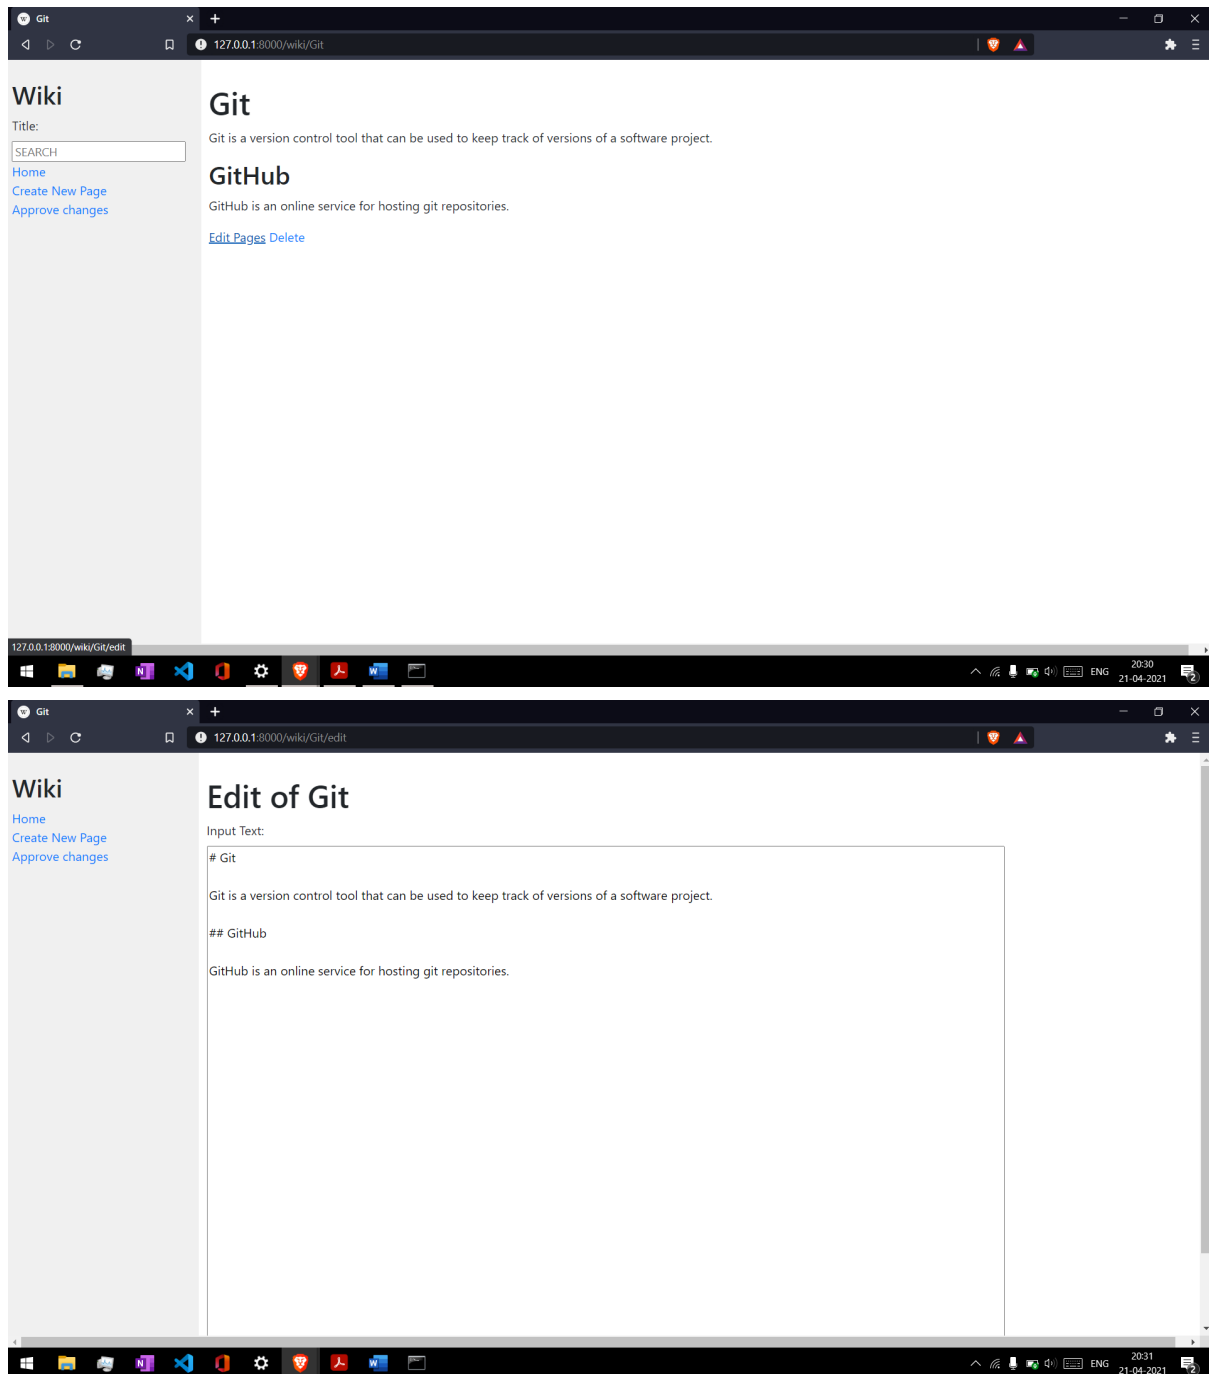 Git
127.0.0.1:8000/wiki/Git
Wiki
Title:
SEARCH
Home
Create New Page
Approve changes
Git
Git is a version control tool that can be used to keep track of versions of a software project.
GitHub
GitHub is an online service for hosting git repositories.
Edit Pages Delete
127.0.0.1:8000/wiki/Git/edit
ENG
20:30
21-04-2021
2
Git
127.0.0.1:8000/wiki/Git/edit
Wiki
Home
Create New Page
Approve changes
Edit of Git
Input Text:
# Git
Git is a version control tool that can be used to keep track of versions of a software project.
## GitHub
GitHub is an online service for hosting git repositories.
ENG
20:31
21-04-2021
2